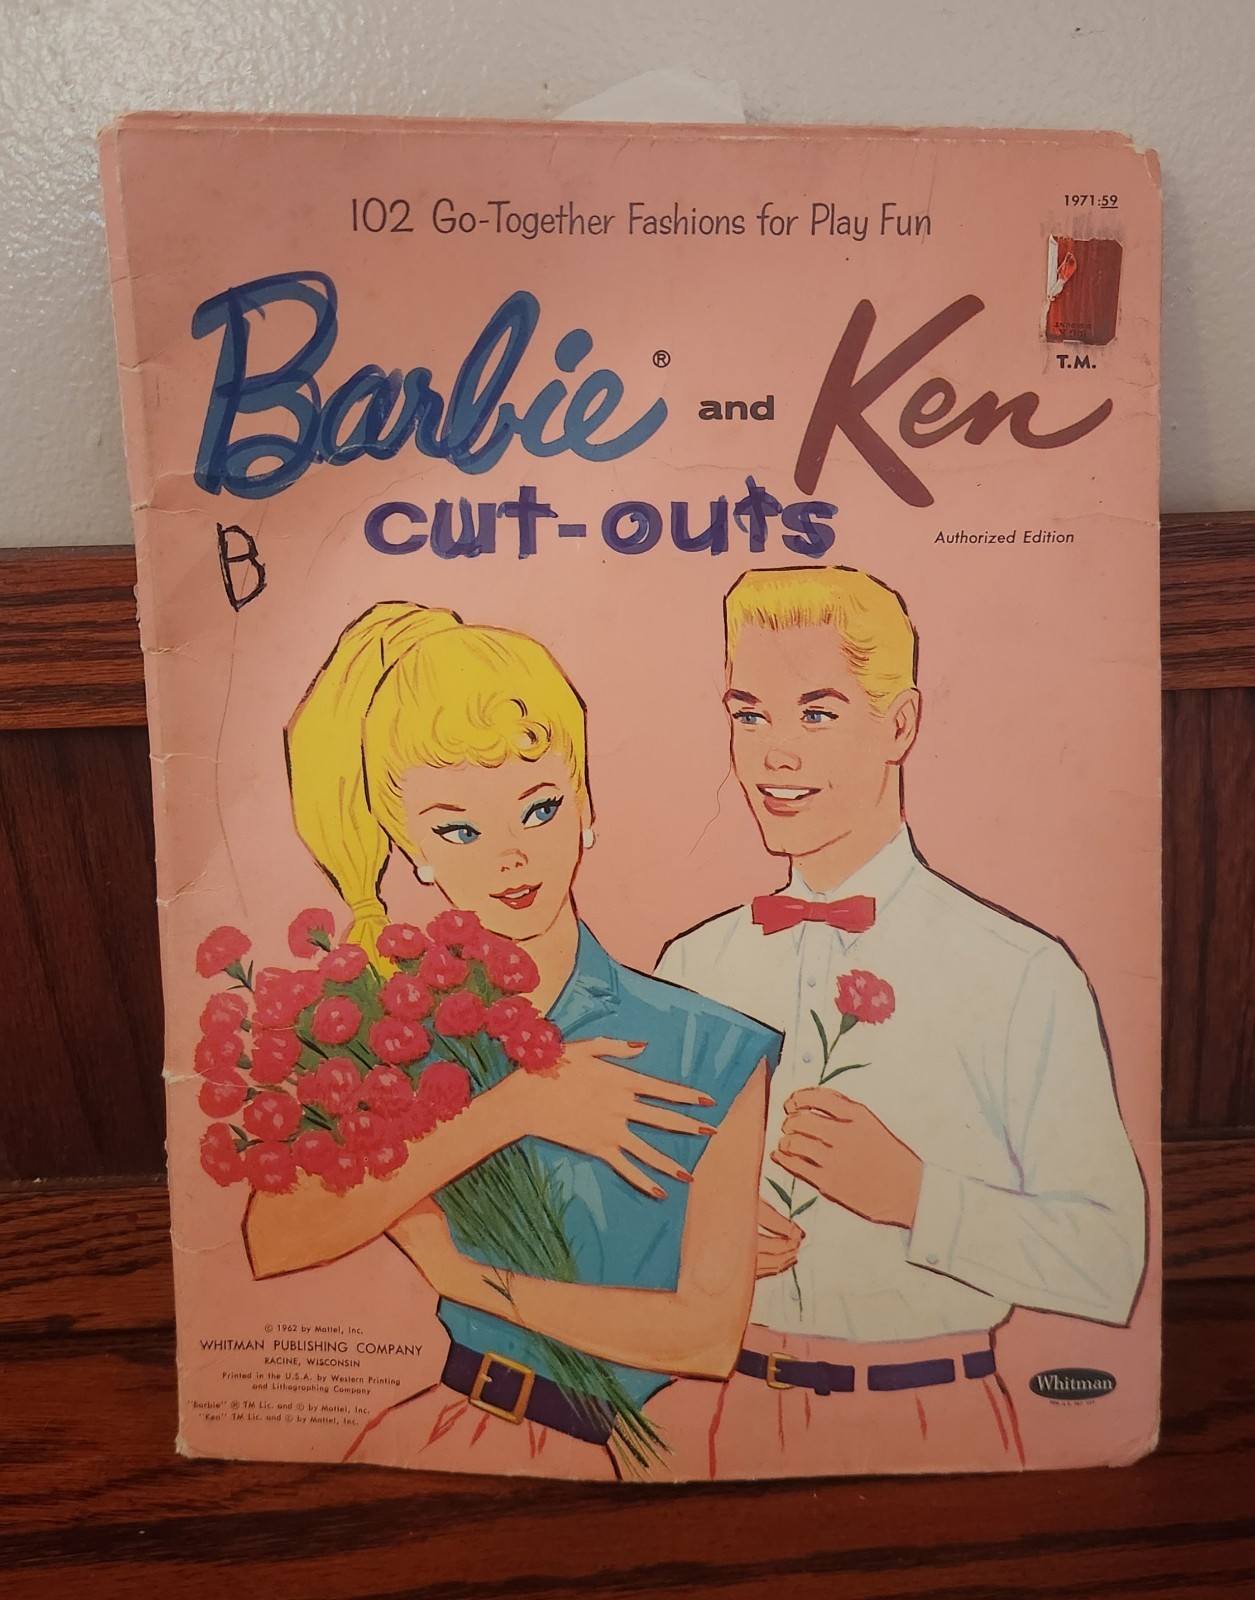 102 Go-Together Fashions for Play Fun
1971:59
Barbie® and Ken T.M.
cut-outs
Authorized Edition
B
© 1962 by Mattel, Inc.
WHITMAN PUBLISHING COMPANY
RACINE, WISCONSIN
Printed in the U.S.A. by Western Printing
and Lithographing Company
"Barbie" ® TM Lic. and © by Mattel, Inc.
"Ken" TM Lic. and © by Mattel, Inc.
Whitman